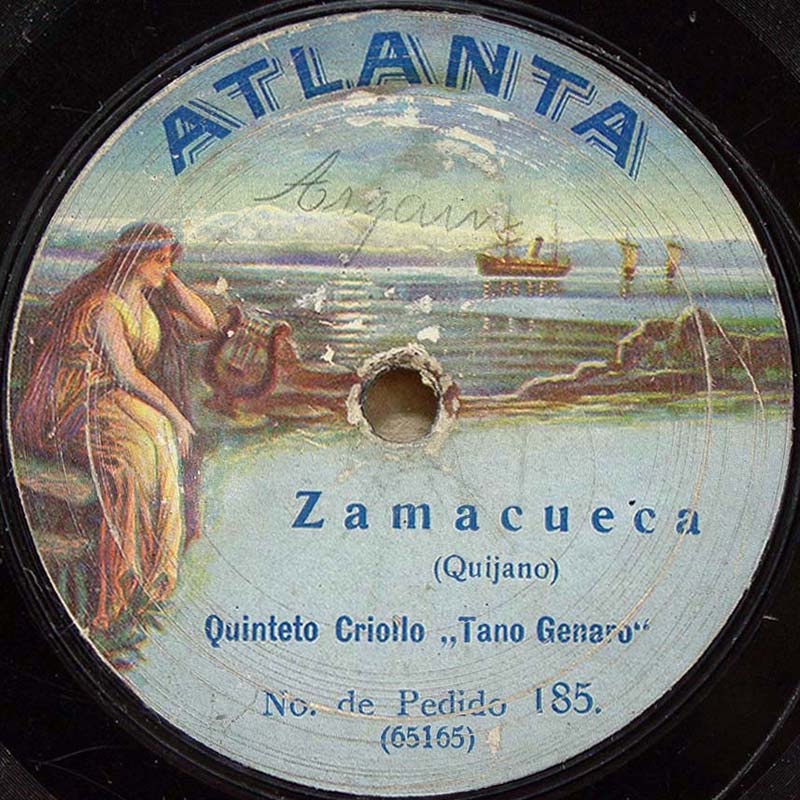 ATLANTA
Zamacueca
(Quijano)
Quinteto Criollo „Tano Genaro“
No. de Pedido 185.
(65165)